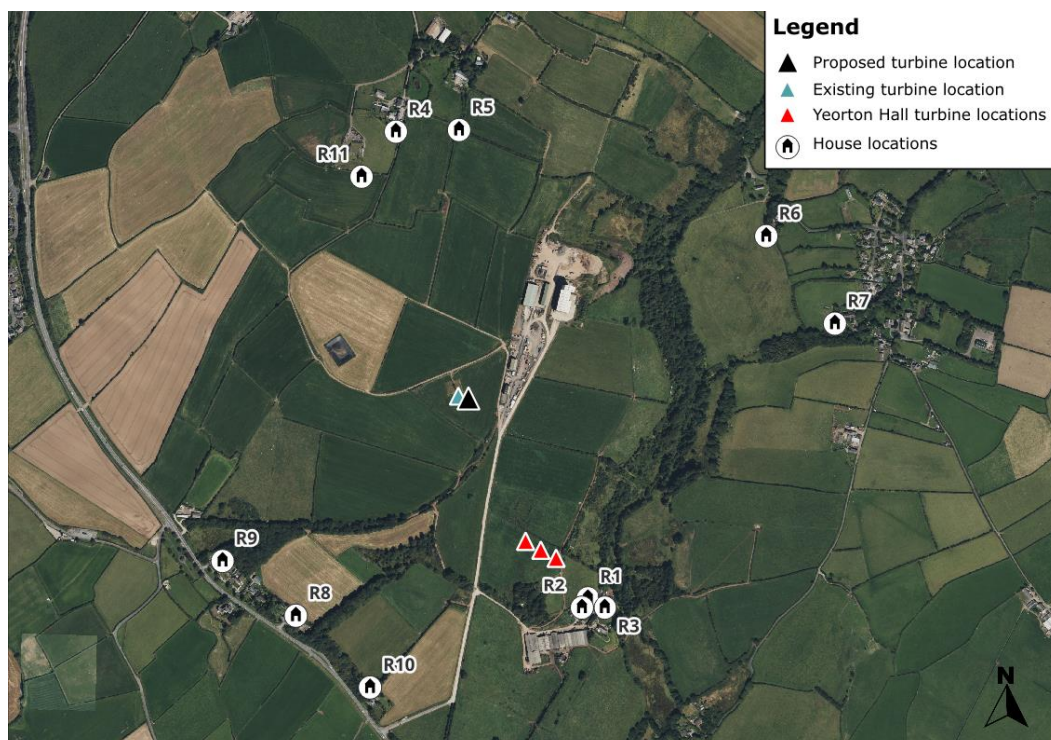 Legend
Proposed turbine location
Existing turbine location
Yeorton Hall turbine locations
House locations
R4
R5
R11
R6
R7
R9
R2
R1
R8
R3
R10
N